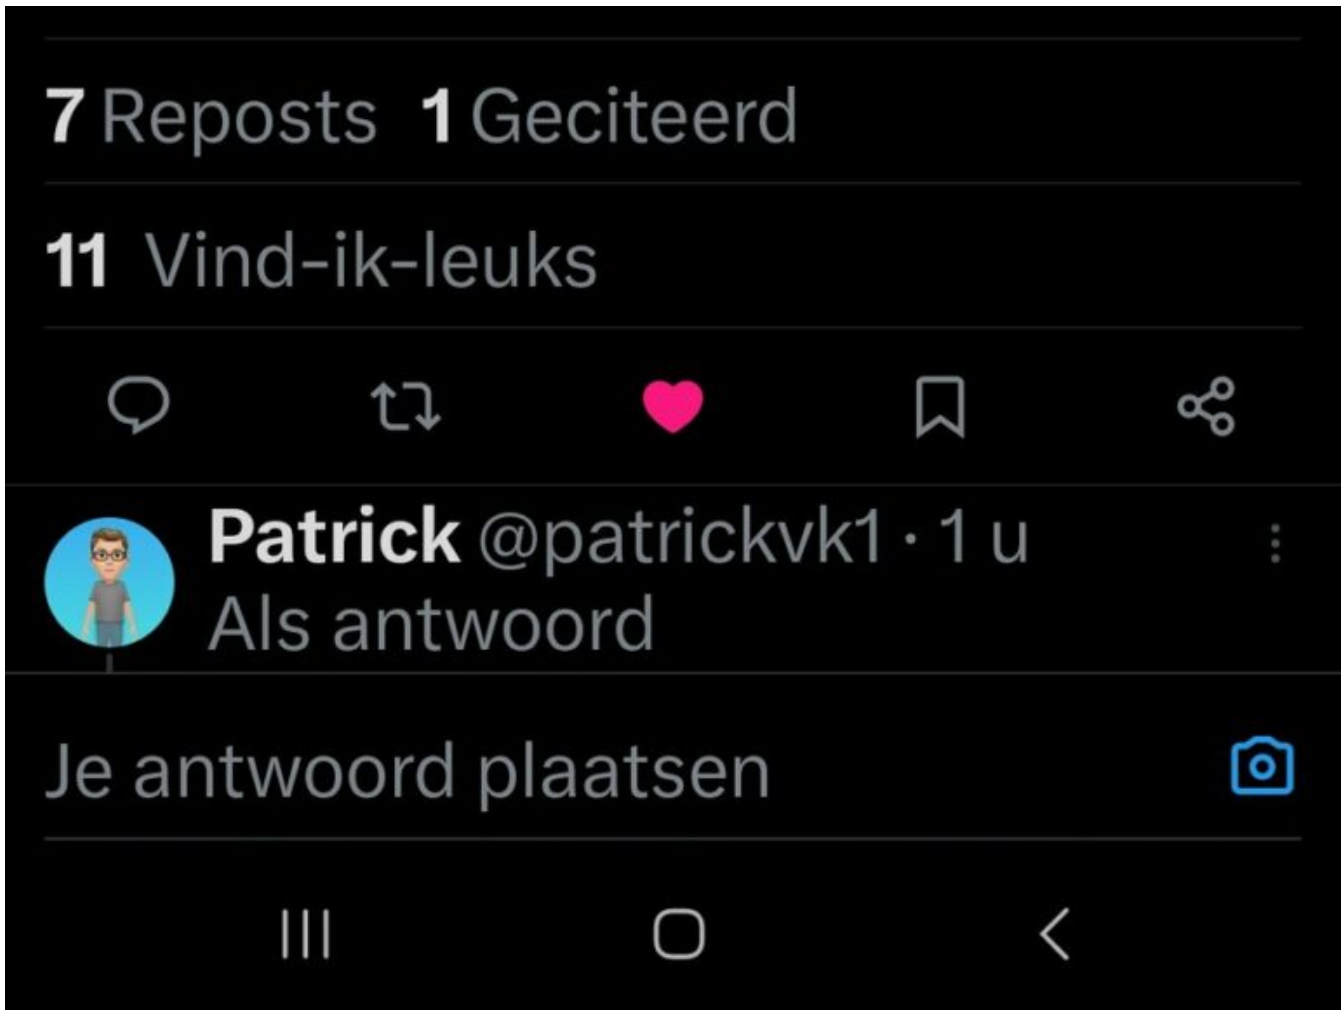 7 Reposts 1 Geciteerd
11 Vind-ik-leuks
Patrick @patrickvk1 · 1 u
Als antwoord
Je antwoord plaatsen